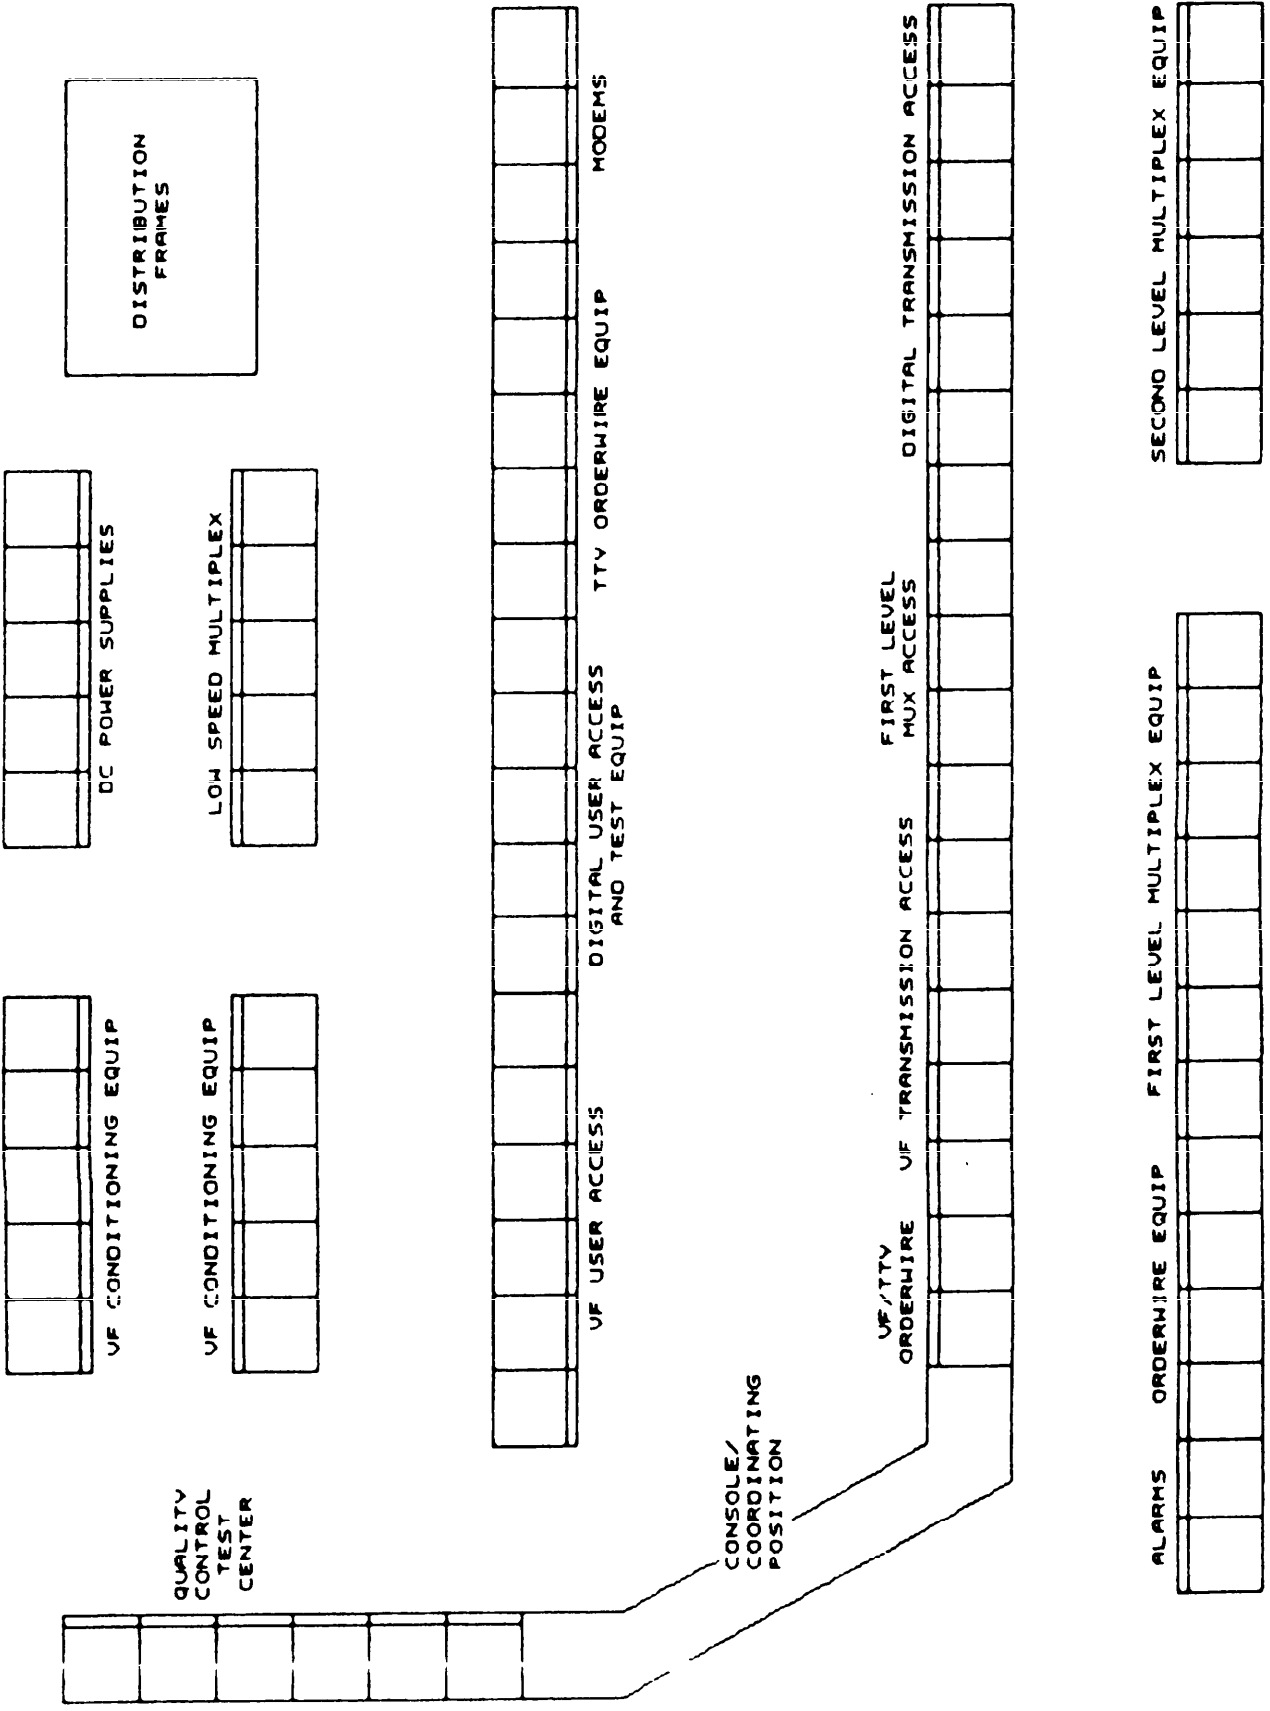 DISTRIBUTION
FRAMES
DC POWER SUPPLIES
LOW SPEED MULTIPLEX
VF CONDITIONING EQUIP
VF CONDITIONING EQUIP
QUALITY
CONTROL
TEST
CENTER
MODEMS
TTY ORDERWIRE EQUIP
DIGITAL USER ACCESS
AND TEST EQUIP
VF USER ACCESS
CONSOLE/
COORDINATING
POSITION
DIGITAL TRANSMISSION ACCESS
FIRST LEVEL
MUX ACCESS
VF TRANSMISSION ACCESS
VF/TTY
ORDERWIRE
SECOND LEVEL MULTIPLEX EQUIP
FIRST LEVEL MULTIPLEX EQUIP
ORDERWIRE EQUIP
ALARMS